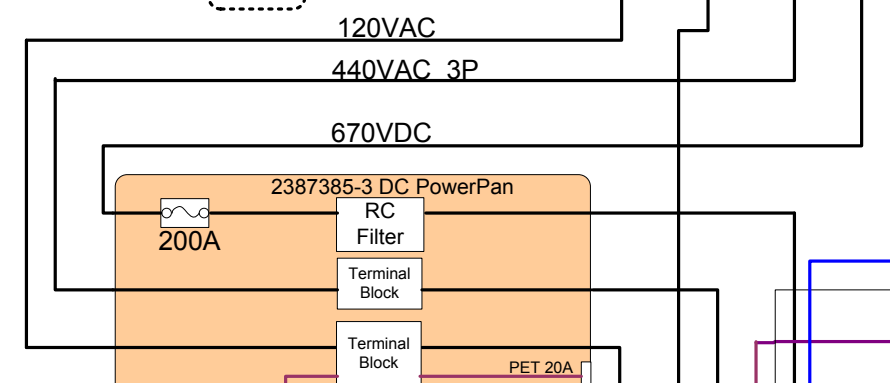 120VAC
440VAC 3P
670VDC
2387385-3 DC PowerPan
200A
RC
Filter
Terminal
Block
Terminal
Block
PET 20A